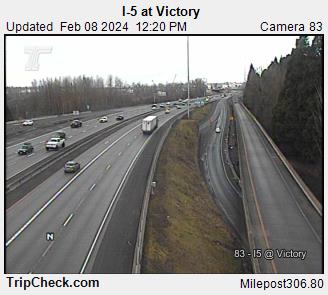 I-5 at Victory
Updated Feb 08 2024 12:20 PM Camera 83
T
N
83 - I5 @ Victory
TripCheck.com Milepost306.80